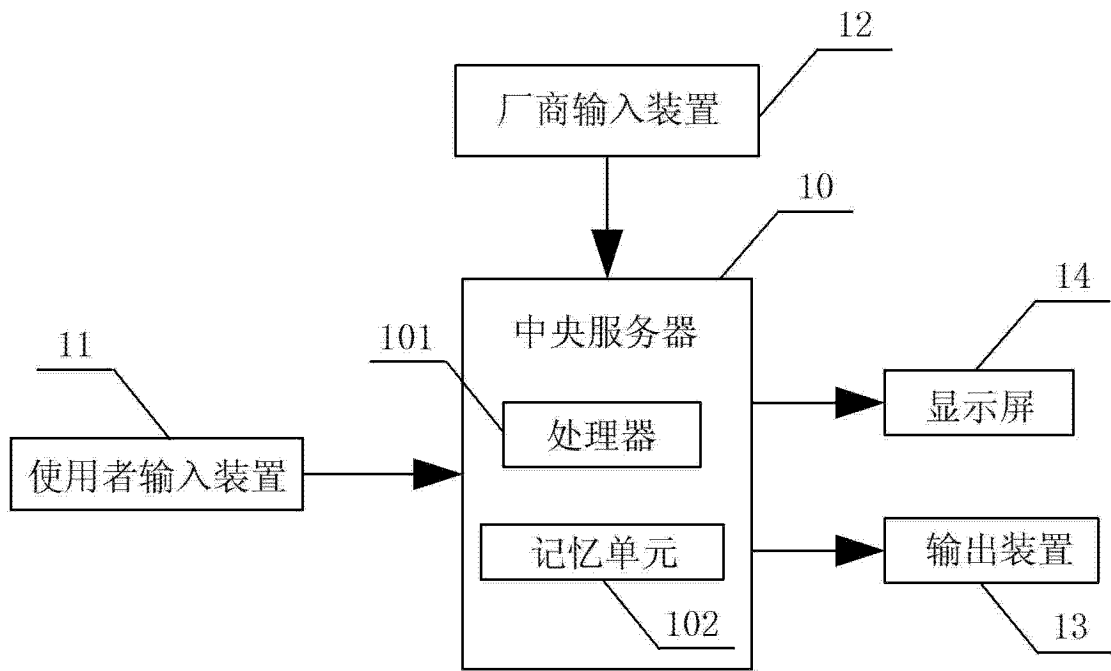 12
厂商输入装置
10
14
中央服务器
11
101
显示屏
处理器
使用者输入装置
记忆单元
输出装置
102
13